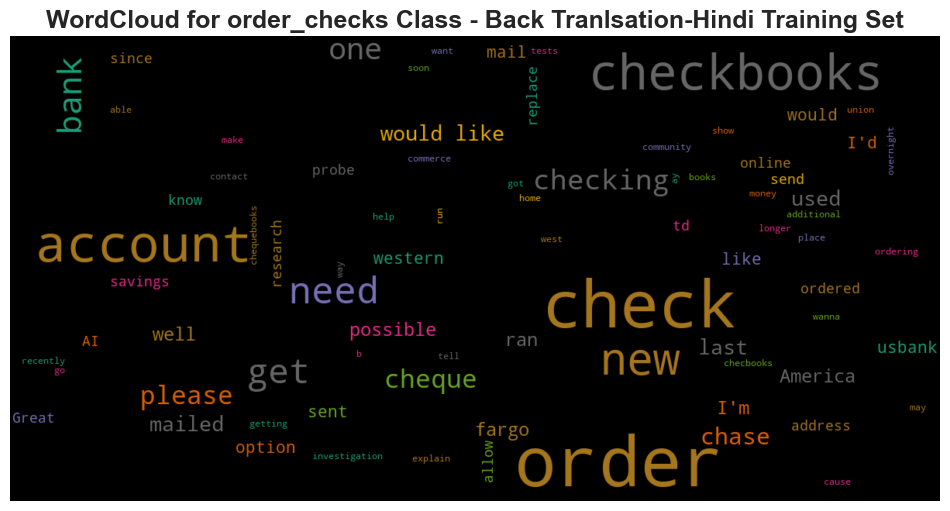 WordCloud for order_checks Class - Back Tranlsation-Hindi Training Set
one
want
mail
tests
since
bank
soon
checkbooks
replace
able
would
union
would like
show
I'd
make
community
overnight
commerce
online
probe
contact
checking
ay
books
send
got
money
used
know
home
chequebooks
additional
help
run
td
longer
account
research
west
place
western
like
ordering
way
savings
need
ordered
check
wanna
possible
well
AI
ran
last
usbank
recently
b
tell
new
checbooks
go
get
cheque
America
please
I'm
may
Great
sent
mailed
getting
fargo
chase
address
option
allow
investigation
explain
order
cause